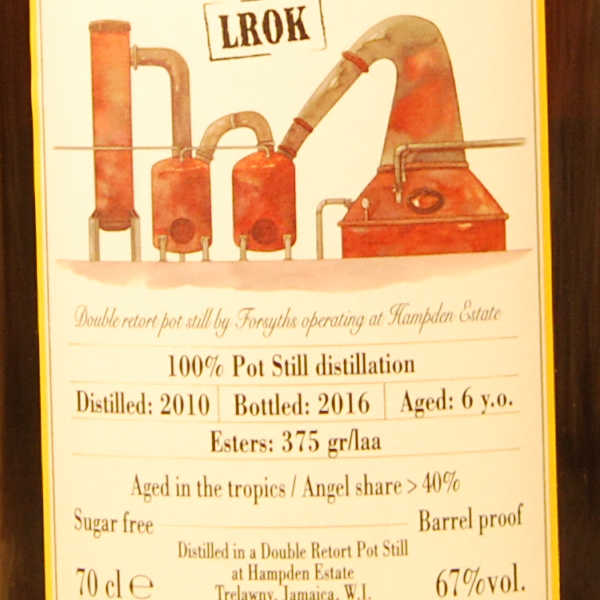 LROK
Double retort pot still by Forsyths operating at Hampden Estate
100% Pot Still distillation
Distilled: 2010 Bottled: 2016 Aged: 6 y.o.
Esters: 375 gr/laa
Aged in the tropics / Angel share > 40%
Sugar free Barrel proof
Distilled in a Double Retort Pot Still
at Hampden Estate
70 cl ℮ Trelawny, Jamaica, W.I. 67%vol.